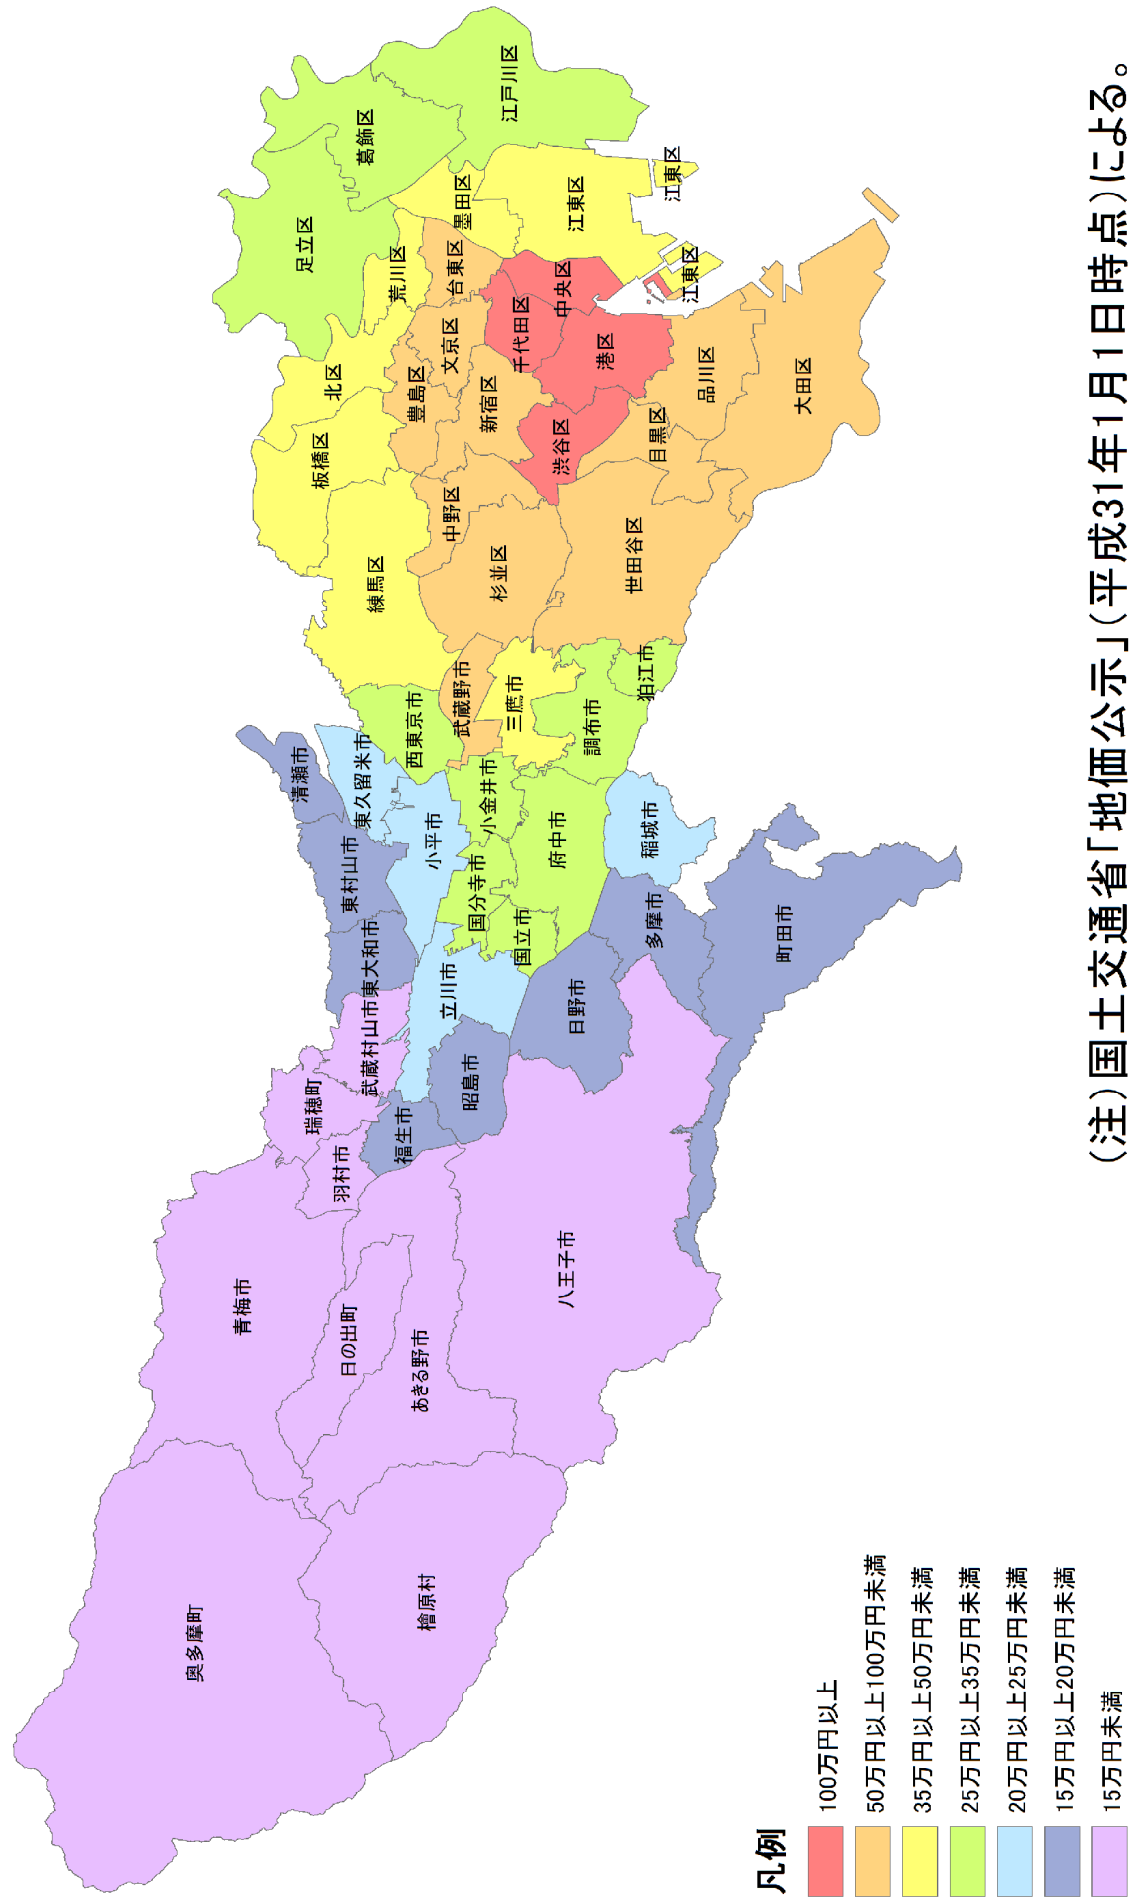 奥多摩町
檜原村
青梅市
日の出町
あきる野市
八王子市
羽村市
瑞穂町
福生市
武蔵村山市
昭島市
東大和市
立川市
日野市
東村山市
清瀬市
東久留米市
小平市
国分寺市
国立市
府中市
小金井市
多摩市
稲城市
町田市
西東京市
武蔵野市
三鷹市
調布市
狛江市
練馬区
板橋区
北区
足立区
葛飾区
江戸川区
荒川区
墨田区
台東区
文京区
豊島区
中野区
杉並区
新宿区
千代田区
中央区
港区
渋谷区
世田谷区
目黒区
品川区
大田区
江東区
江東区
江東区
凡例
100万円以上
50万円以上100万円未満
35万円以上50万円未満
25万円以上35万円未満
20万円以上25万円未満
15万円以上20万円未満
15万円未満
(注)国土交通省「地価公示」(平成31年1月1日時点)による。